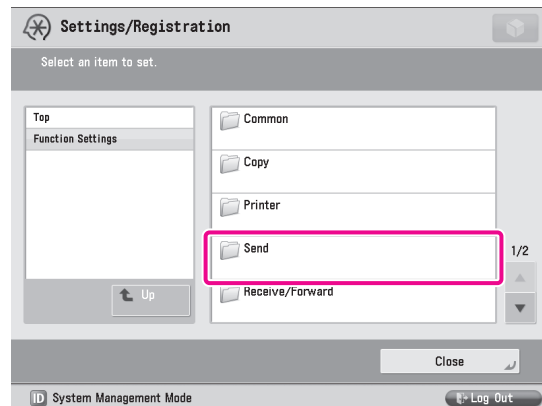 Settings/Registration
Select an item to set.
Top
Function Settings
Up
Common
Copy
Printer
Send
Receive/Forward
1/2
Close
ID System Management Mode
Log Out